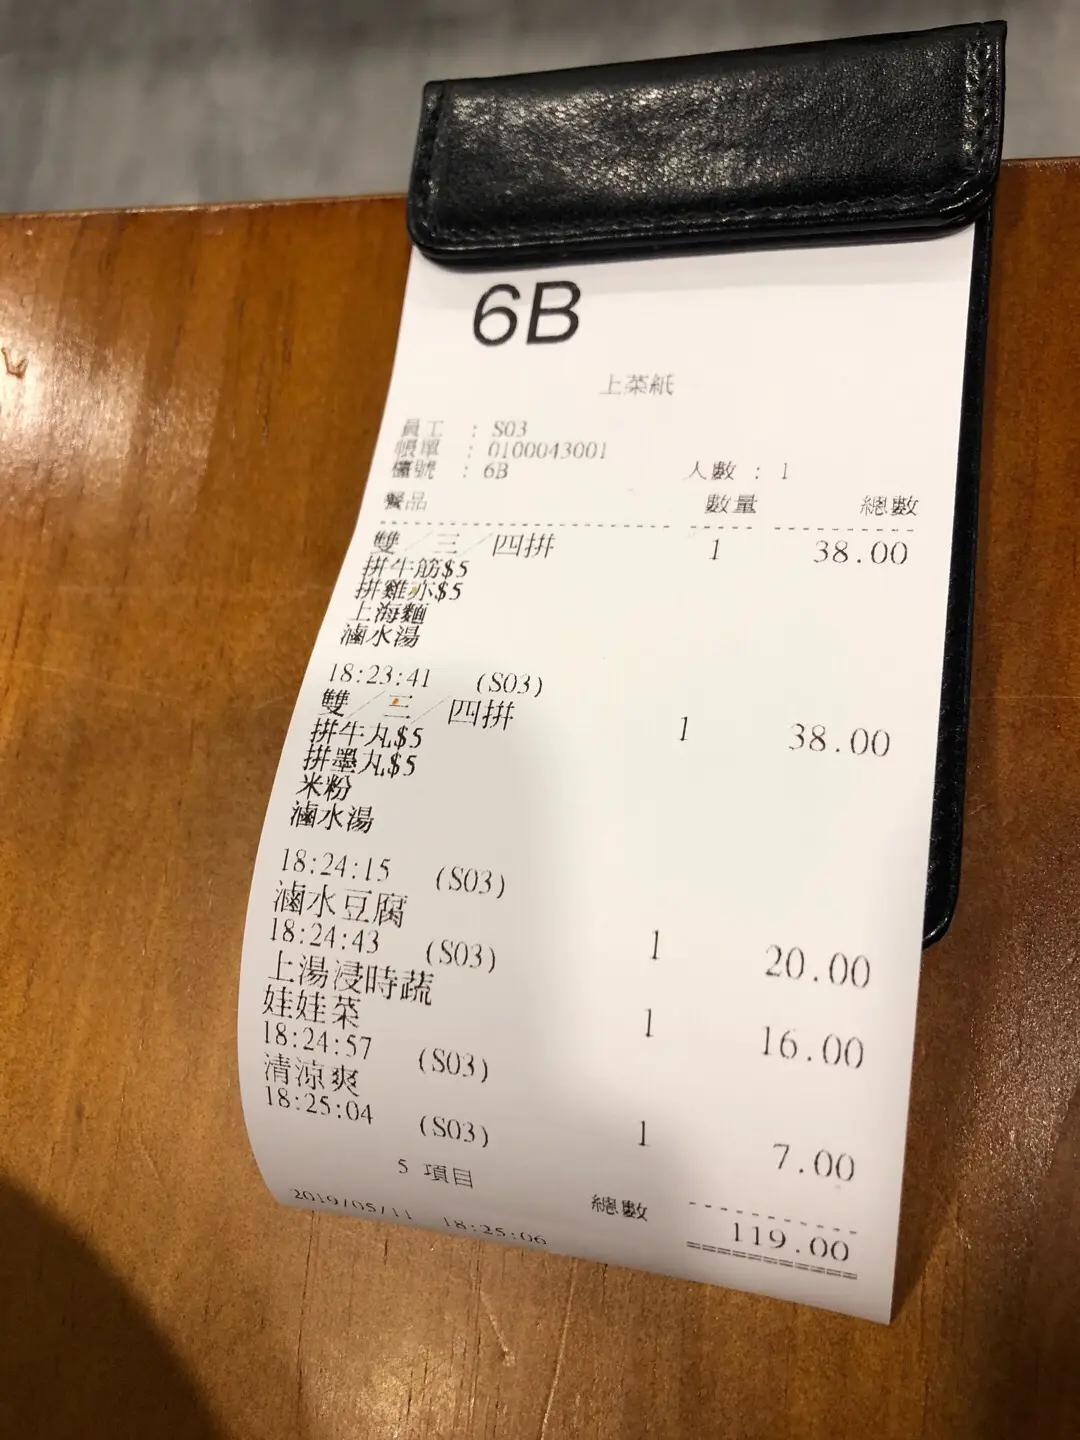 6B
上菜紙
員工 : S03
帳單 : 0100043001
檯號 : 6B 人數 : 1
餐品 數量 總數
雙／三／四拼 1 38.00
拼牛筋$5
拼雞亦$5
上海麵
滷水湯
18:23:41 (S03)
雙／三／四拼 1 38.00
拼牛丸$5
拼墨丸$5
米粉
滷水湯
18:24:15 (S03)
滷水豆腐 1 20.00
18:24:43 (S03)
上湯浸時蔬 1 16.00
娃娃菜
18:24:57 (S03)
清涼爽 1 7.00
18:25:04 (S03)
5 項目
總數 119.00
2019/05/11 18:25:06